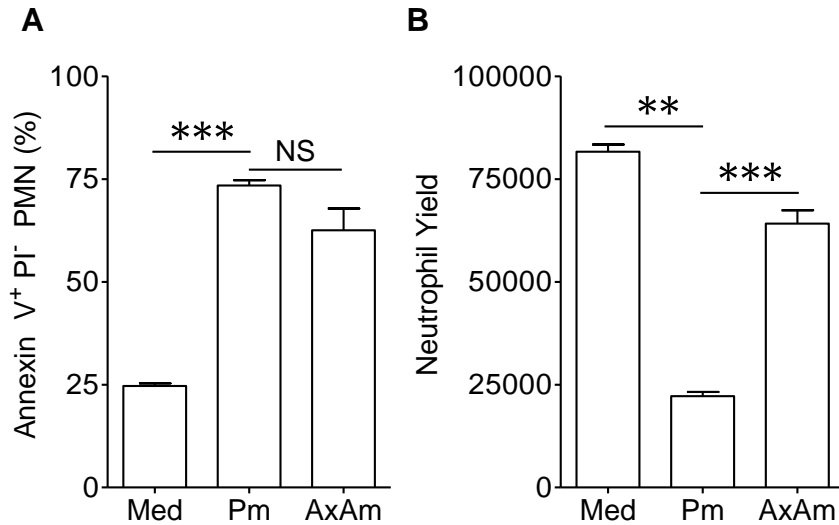 A
Annexin V⁺ PI⁻ PMN (%)
100
75
50
25
0
***
NS
Med Pm AxAm
B
Neutrophil Yield
100000
75000
50000
25000
0
**
***
Med Pm AxAm